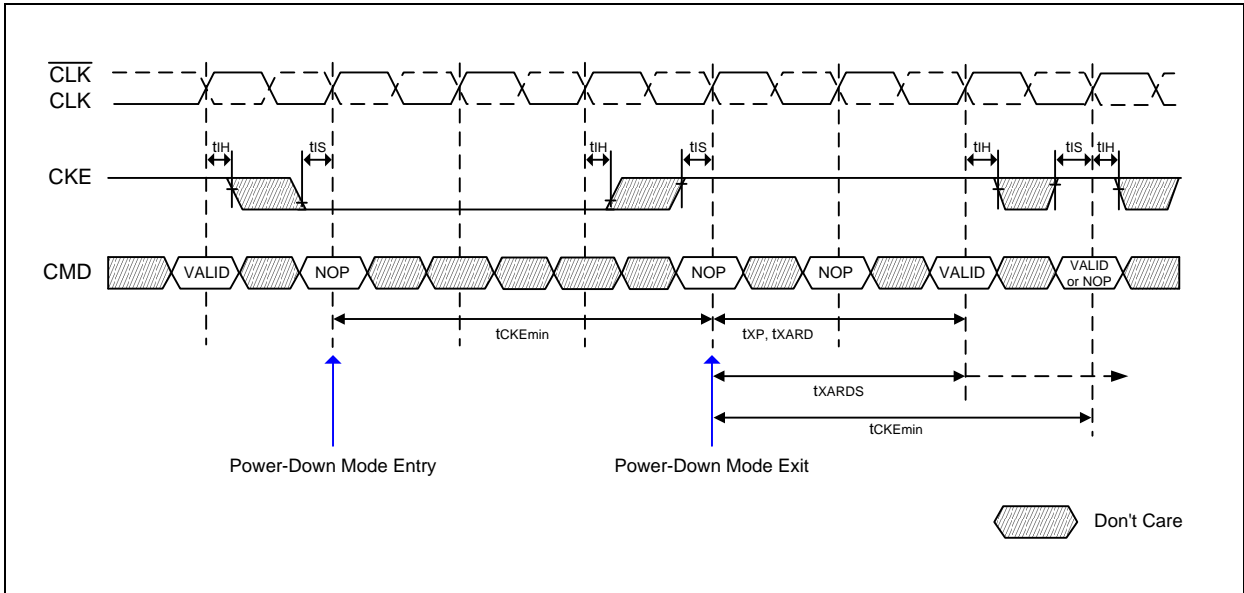 CLK
CLK
tIH
tIS
tIH
tIS
tIH
tIS
tIH
CKE
CMD
VALID
NOP
NOP
NOP
VALID
VALID
or NOP
tCKEmin
tXP, tXARD
tXARDS
tCKEmin
Power-Down Mode Entry
Power-Down Mode Exit
Don't Care